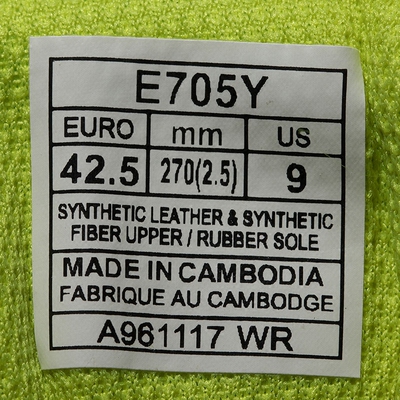 E705Y
EURO mm US
42.5 270(2.5) 9
SYNTHETIC LEATHER & SYNTHETIC
FIBER UPPER / RUBBER SOLE
MADE IN CAMBODIA
FABRIQUE AU CAMBODGE
A961117 WR